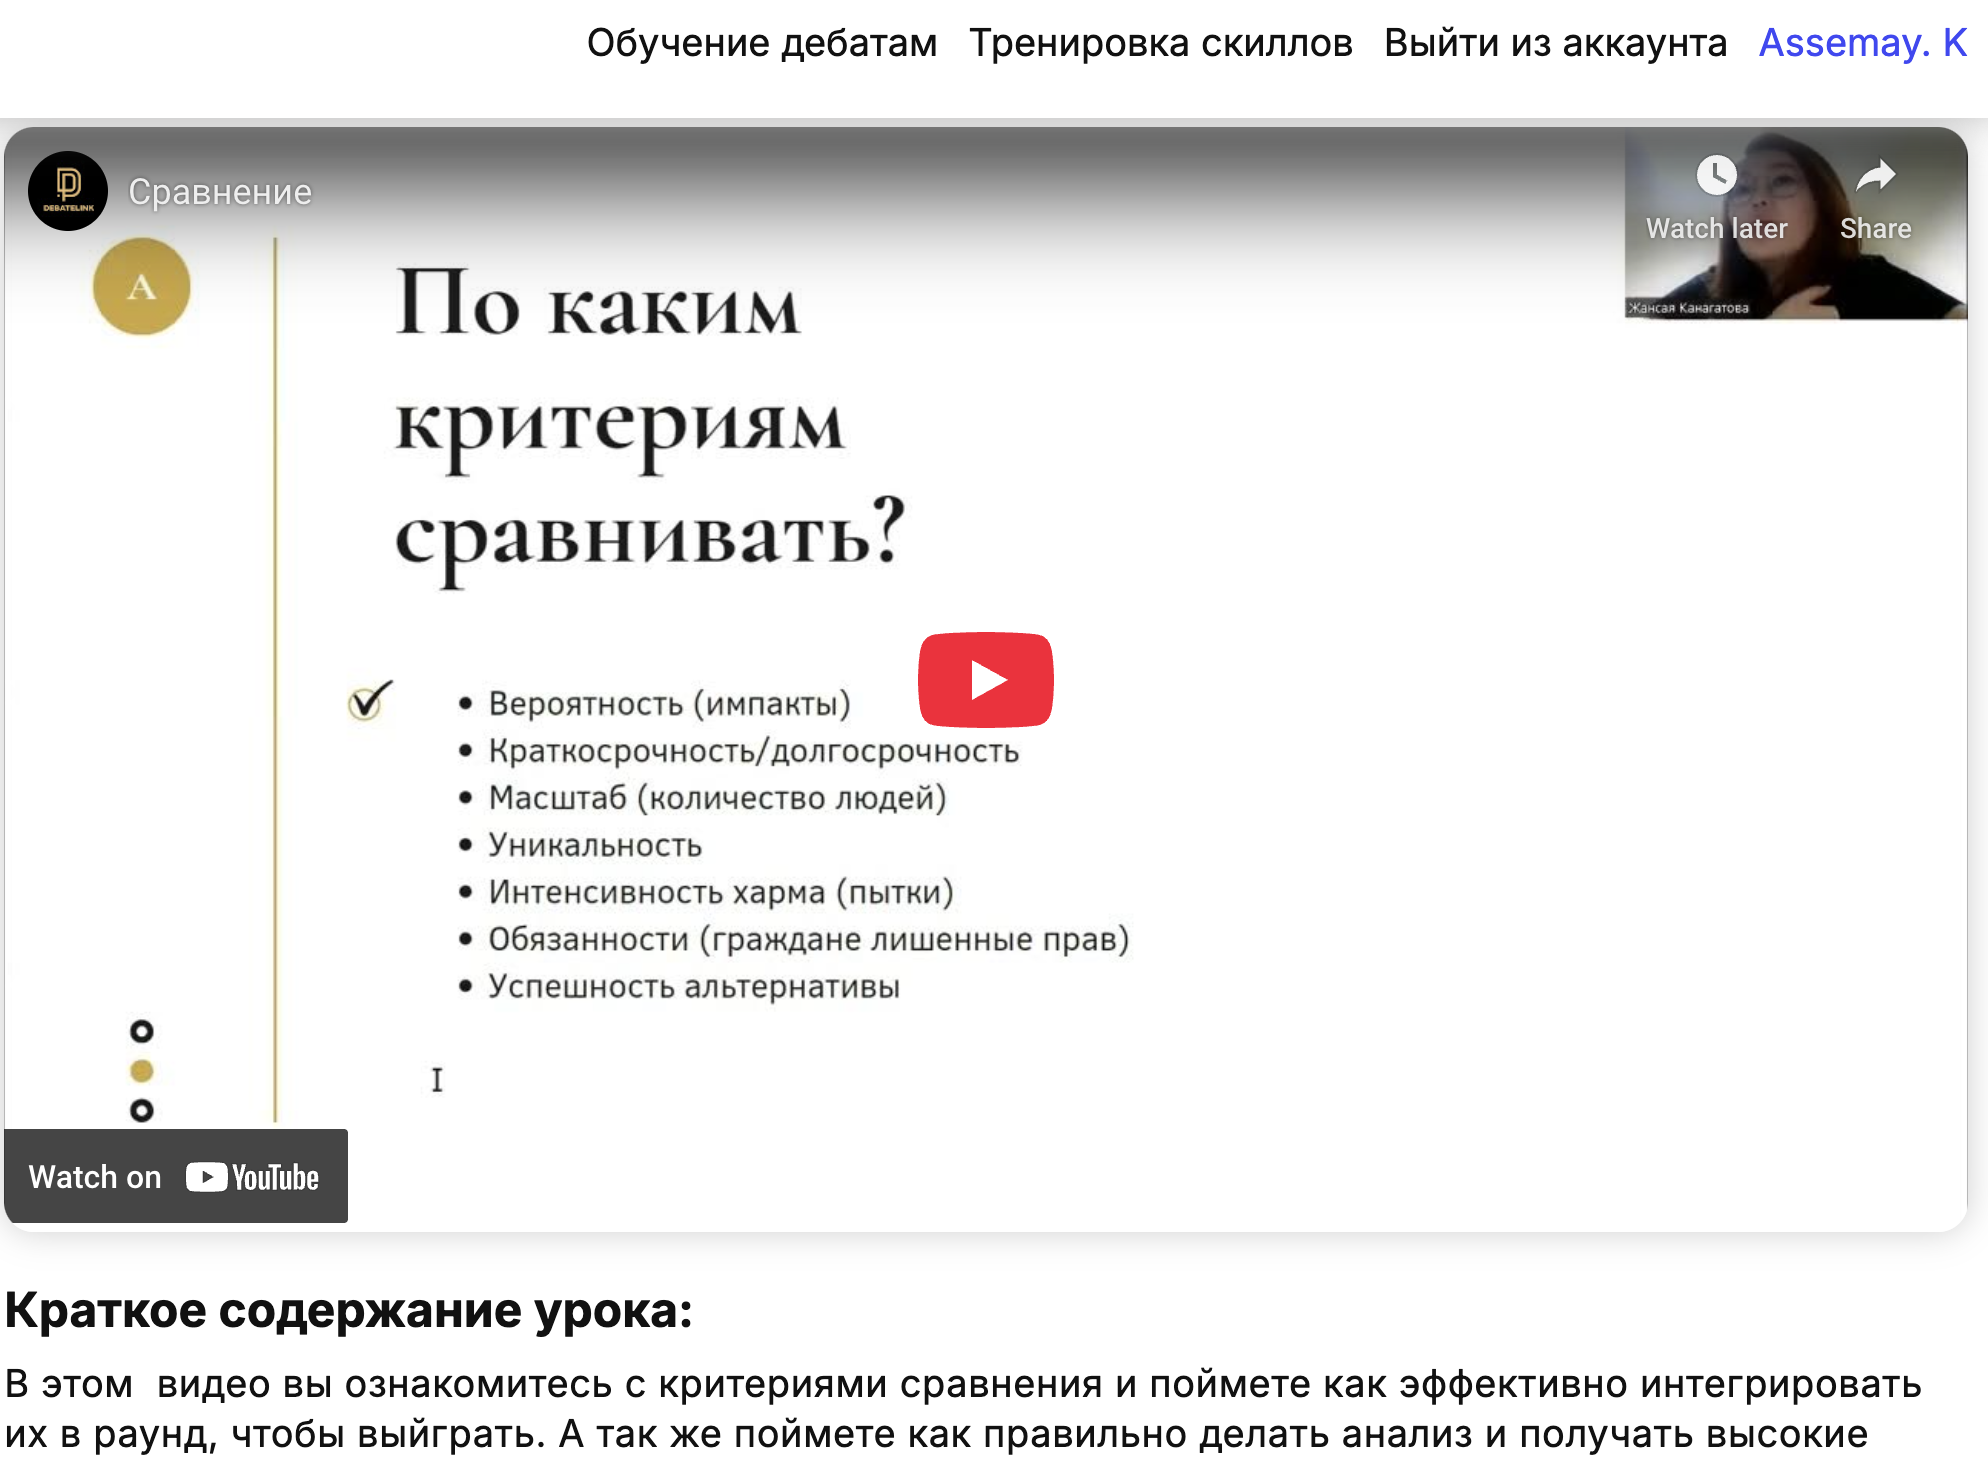 Обучение дебатам Тренировка скиллов Выйти из аккаунта Assemay. K
DEBATELINK
Сравнение
Watch later
Share
Жансая Канагатова
A
По каким
критериям
сравнивать?
Вероятность (импакты)
Краткосрочность/долгосрочность
Масштаб (количество людей)
Уникальность
Интенсивность харма (пытки)
Обязанности (граждане лишенные прав)
Успешность альтернативы
Watch on YouTube
Краткое содержание урока:
В этом  видео вы ознакомитесь с критериями сравнения и поймете как эффективно интегрировать
их в раунд, чтобы выйграть. А так же поймете как правильно делать анализ и получать высокие